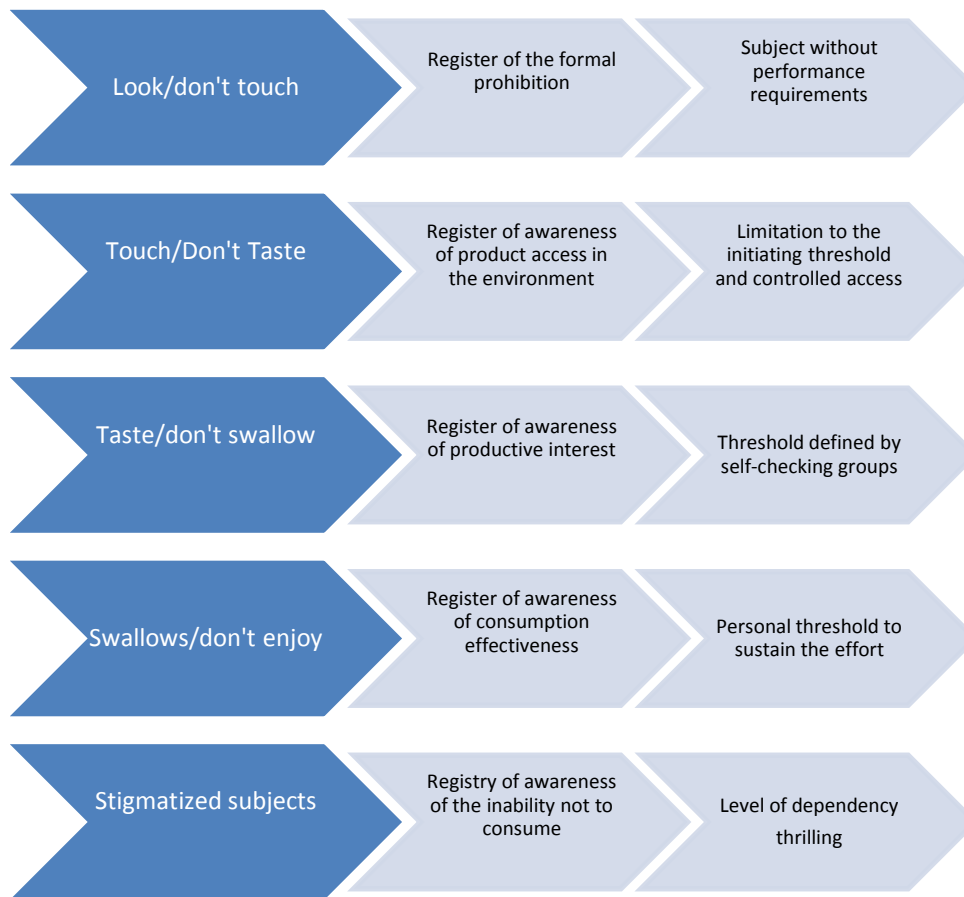 Look/don't touch
Register of the formal
prohibition
Subject without
performance
requirements
Touch/Don't Taste
Register of awareness
of product access in
the environment
Limitation to the
initiating threshold
and controlled access
Taste/don't swallow
Register of awareness
of productive interest
Threshold defined by
self-checking groups
Swallows/don't enjoy
Register of awareness
of consumption
effectiveness
Personal threshold to
sustain the effort
Stigmatized subjects
Registry of awareness
of the inability not to
consume
Level of dependency
thrilling